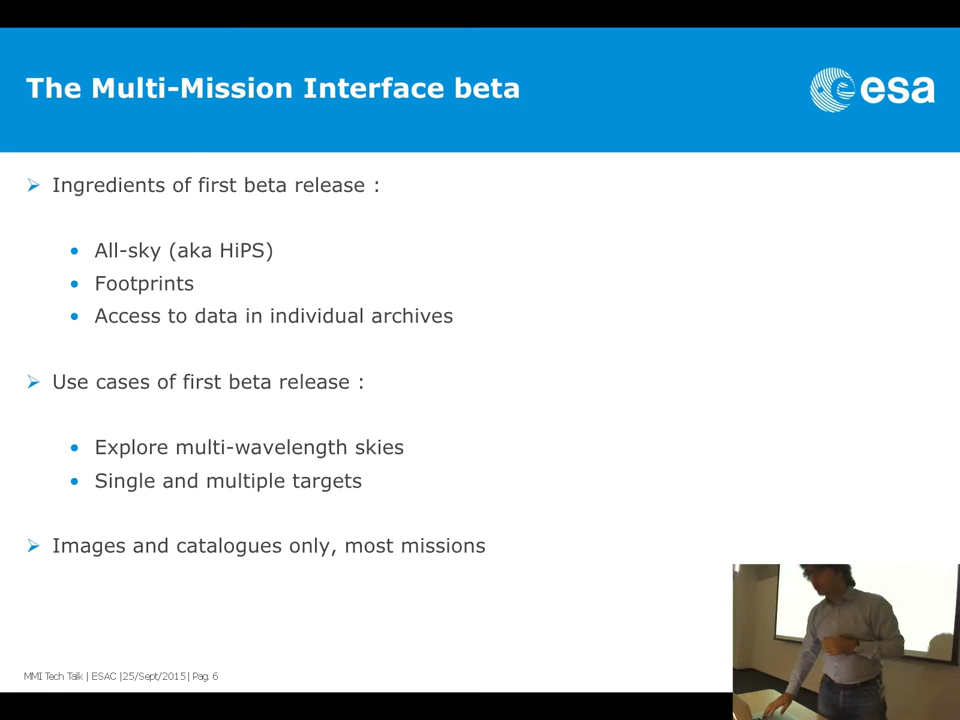 The Multi-Mission Interface beta
esa
Ingredients of first beta release :
All-sky (aka HiPS)
Footprints
Access to data in individual archives
Use cases of first beta release :
Explore multi-wavelength skies
Single and multiple targets
Images and catalogues only, most missions
MMI Tech Talk | ESAC |25/Sept/2015| Pag. 6